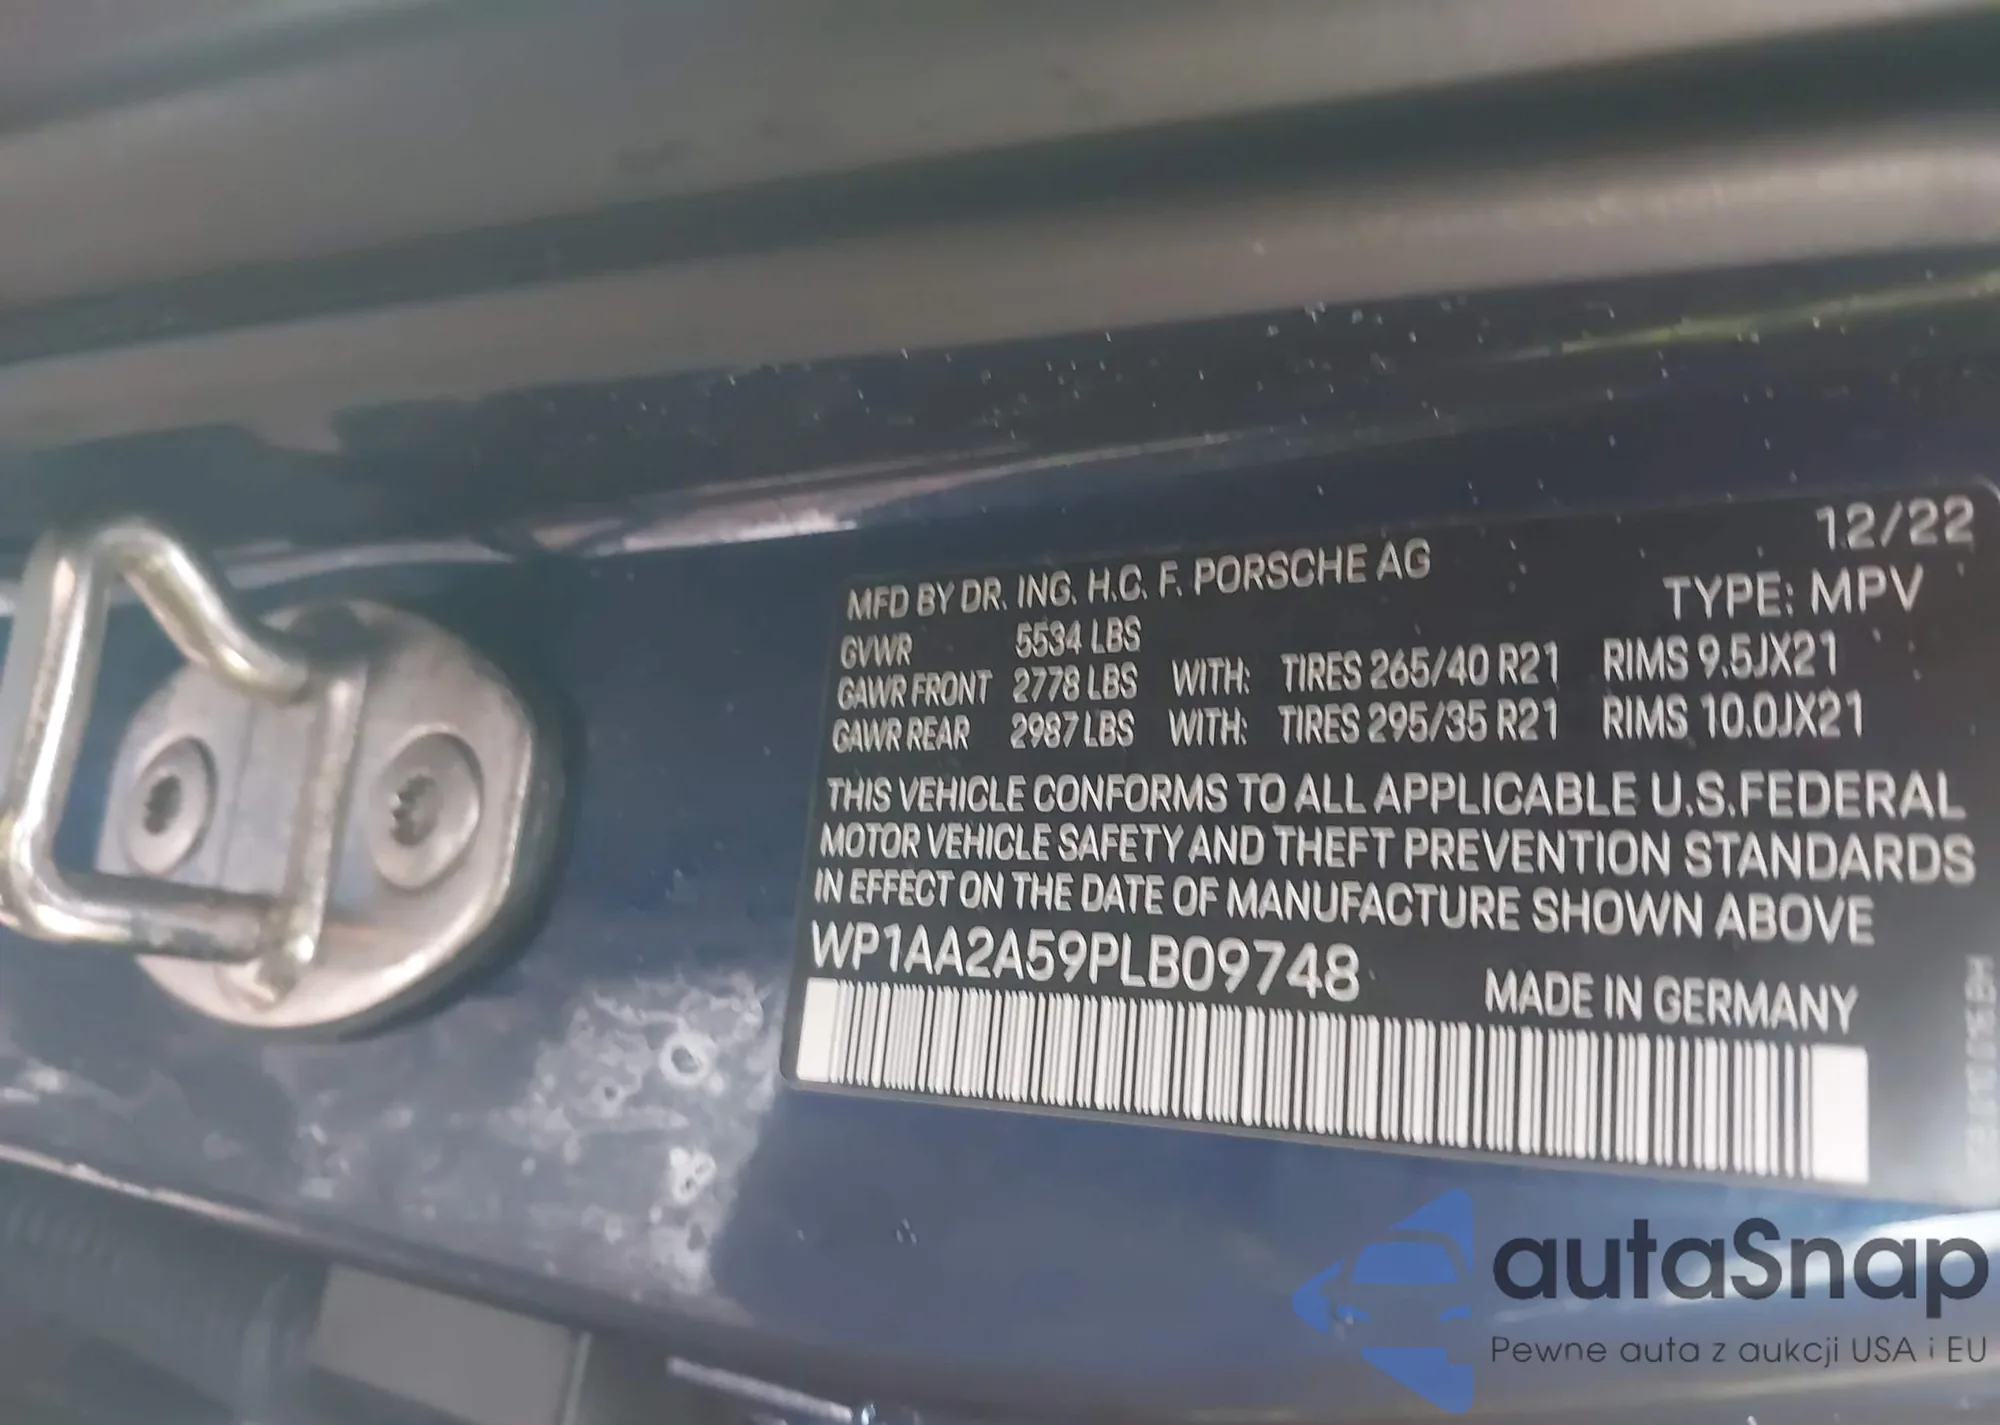 12/22
MFD BY DR. ING. H.C. F. PORSCHE AG
TYPE: MPV
GVWR 5534 LBS
GAWR FRONT 2778 LBS WITH: TIRES 265/40 R21 RIMS 9.5JX21
GAWR REAR 2987 LBS WITH: TIRES 295/35 R21 RIMS 10.0JX21
THIS VEHICLE CONFORMS TO ALL APPLICABLE U.S.FEDERAL
MOTOR VEHICLE SAFETY AND THEFT PREVENTION STANDARDS
IN EFFECT ON THE DATE OF MANUFACTURE SHOWN ABOVE
WP1AA2A59PLB09748
MADE IN GERMANY
autaSnap
Pewne auta z aukcji USA i EU